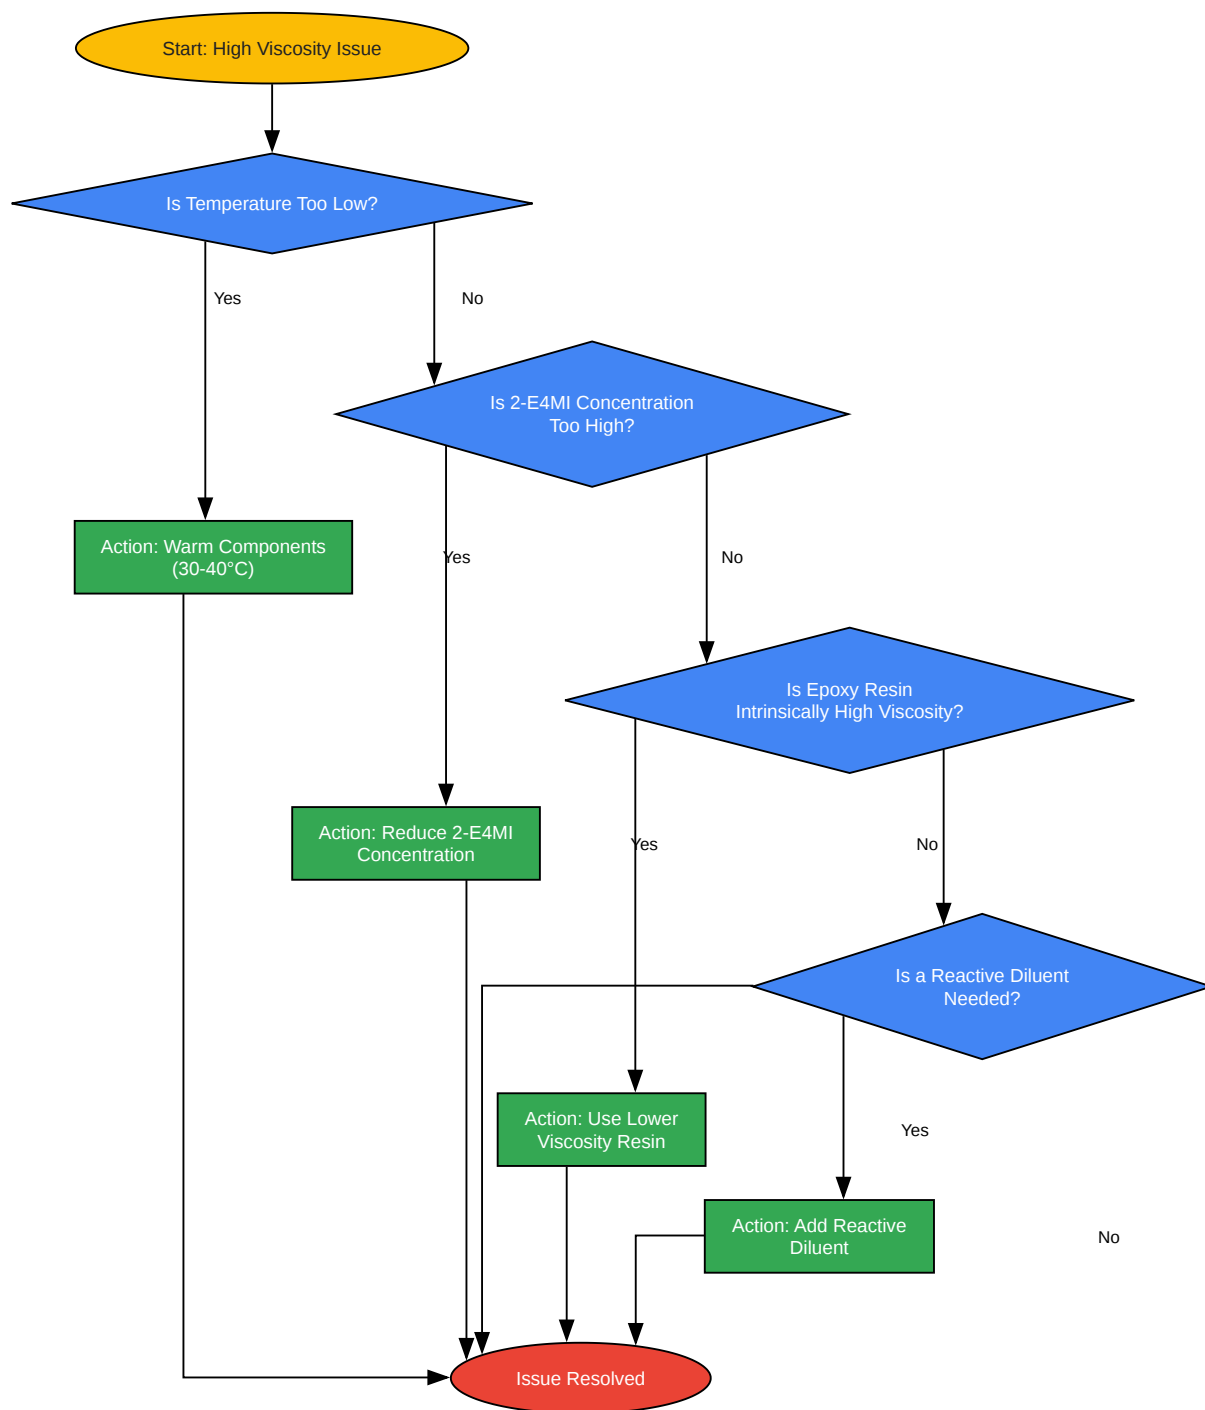 Start: High Viscosity Issue
Is Temperature Too Low?
Yes
No
Is 2-E4MI Concentration
Too High?
Action: Warm Components
(30-40°C)
Yes
No
Is Epoxy Resin
Intrinsically High Viscosity?
Action: Reduce 2-E4MI
Concentration
Yes
No
Is a Reactive Diluent
Needed?
Action: Use Lower
Viscosity Resin
Yes
Action: Add Reactive
Diluent
No
Issue Resolved